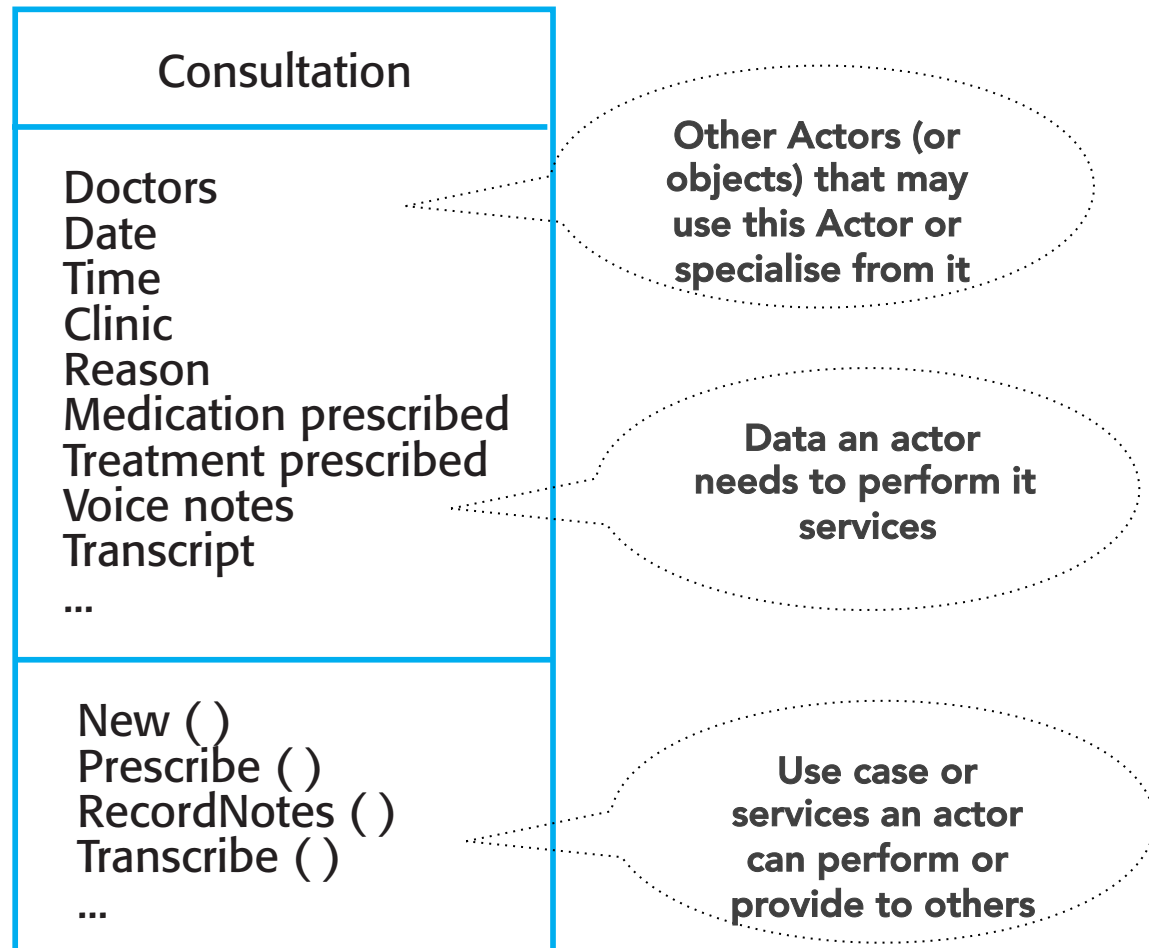 Consultation
Doctors
Date
Time
Clinic
Reason
Medication prescribed
Treatment prescribed
Voice notes
Transcript
...
New ( )
Prescribe ( )
RecordNotes ( )
Transcribe ( )
...
Other Actors (or
objects) that may
use this Actor or
specialise from it
Data an actor
needs to perform it
services
Use case or
services an actor
can perform or
provide to others